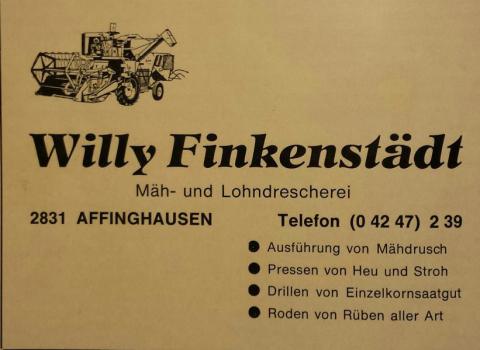 Willy Finkenstädt
Mäh- und Lohndrescherei
2831 AFFINGHAUSEN Telefon (0 42 47) 2 39
● Ausführung von Mähdrusch
● Pressen von Heu und Stroh
● Drillen von Einzelkornsaatgut
● Roden von Rüben aller Art